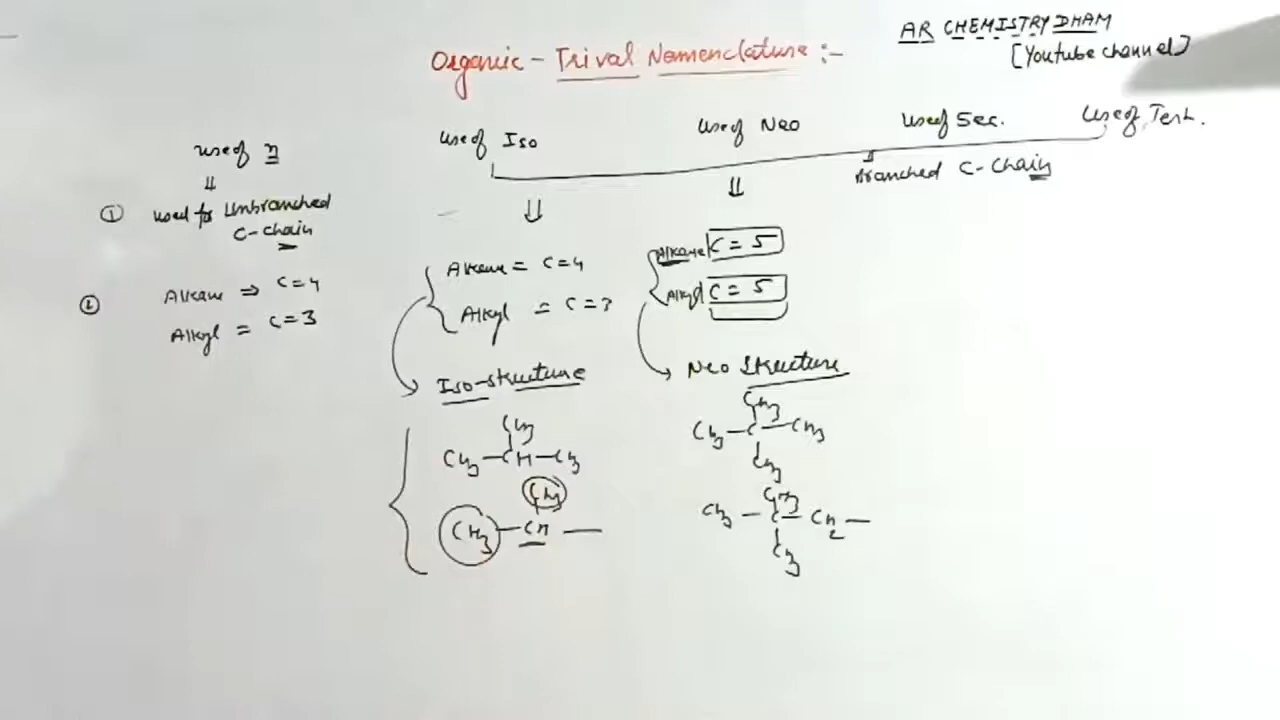 AR CHEMISTRY DHAM
[Youtube channel]
Organic - Trival Nomenclature :-
use of n
⇓
① used for Unbranched
C-chain
② Alkane ⇒ C=4
Alkyl = C=3
use of Iso
use of Neo
use of Sec.
use of Tert.
Branched C-Chain
⇓
Alkane = C=4
Alkyl = C=3
Iso-structure
CH3
CH3-CH-CH3
CH3
CH3-CH-
⇓
Alkane C=5
Alkyl C=5
Neo Structure
CH3
CH3-C-CH3
CH3
CH3
CH3-C-CH2-
CH3